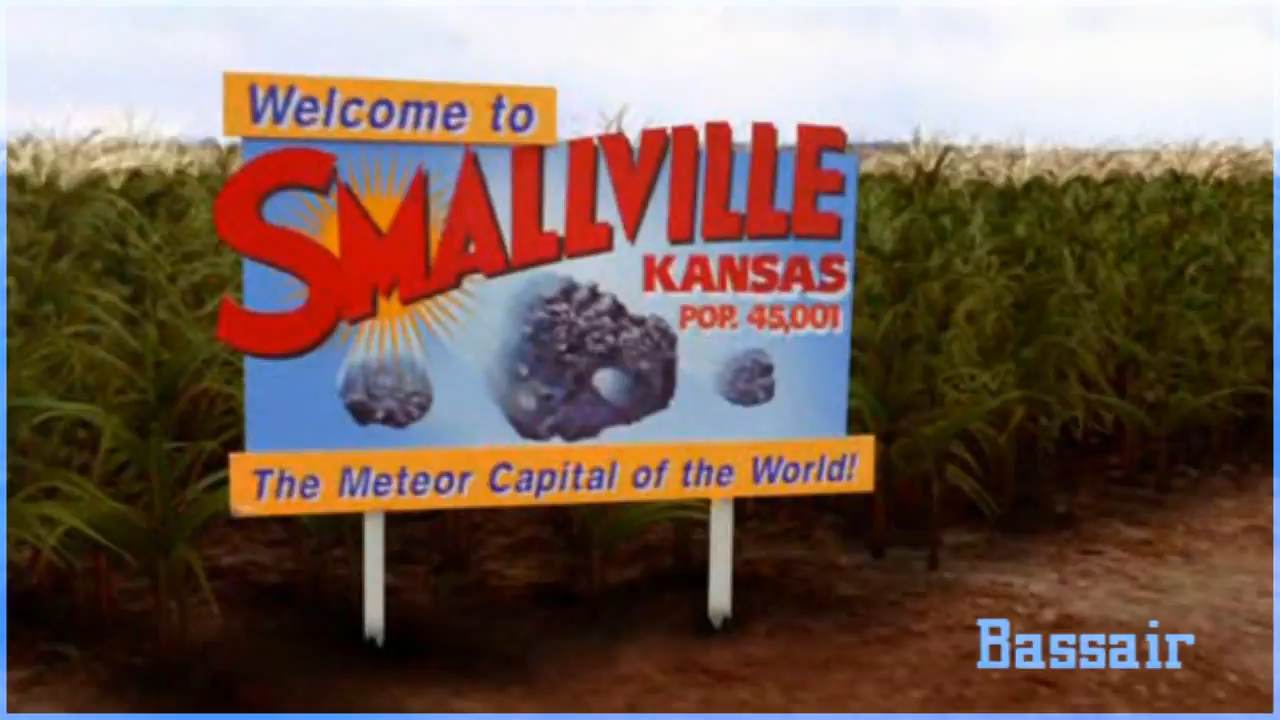 Welcome to
SMALLVILLE
KANSAS
POP. 45,001
The Meteor Capital of the World!
Bassair